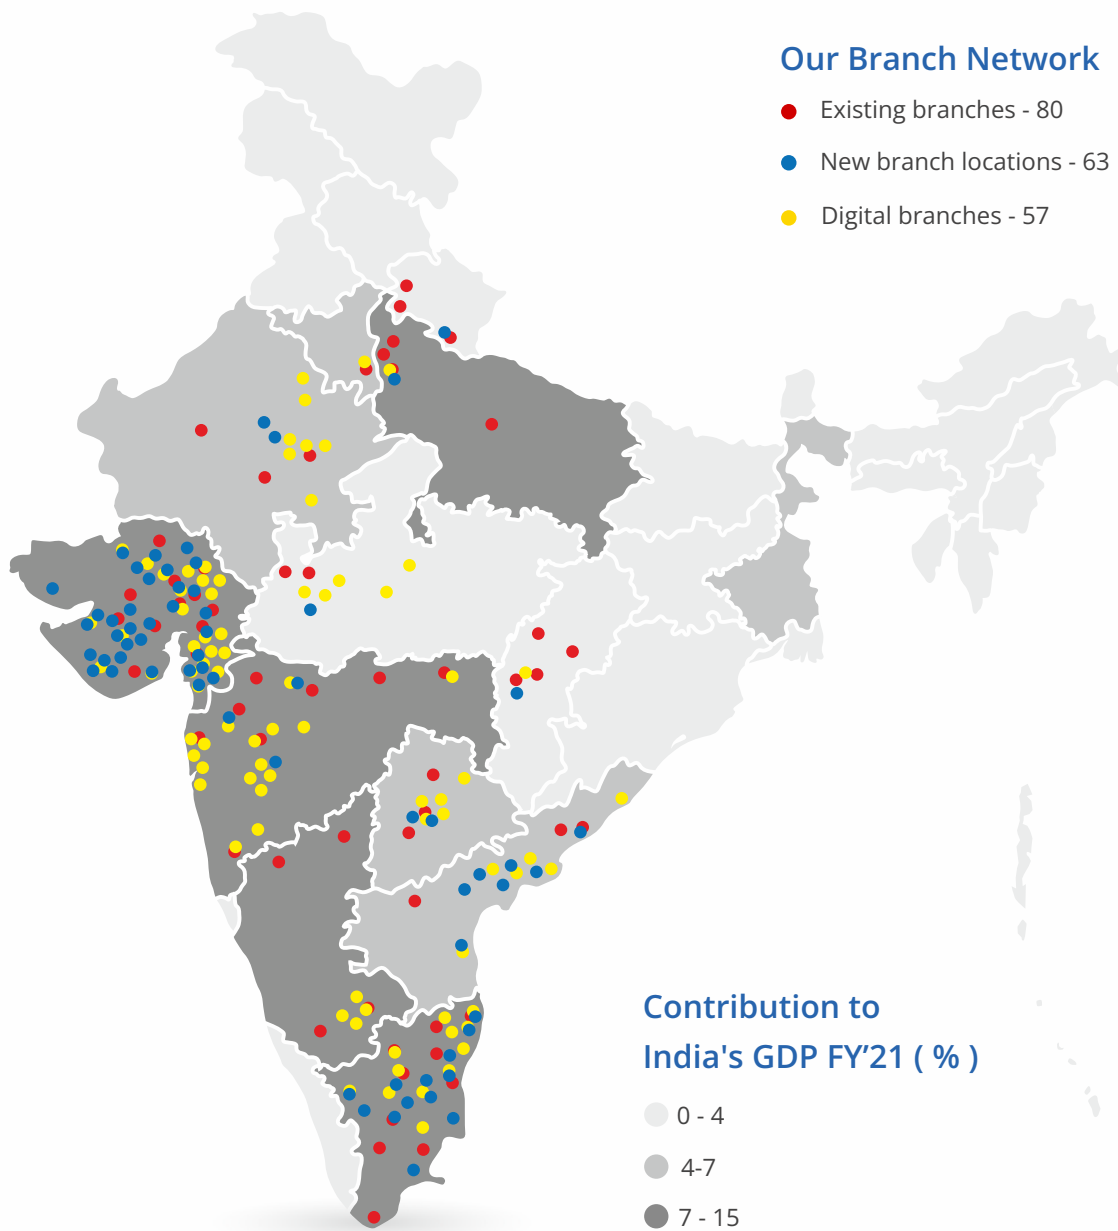 Our Branch Network
Existing branches - 80
New branch locations - 63
Digital branches - 57
Contribution to
India's GDP FY'21 ( % )
0 - 4
4-7
7 - 15